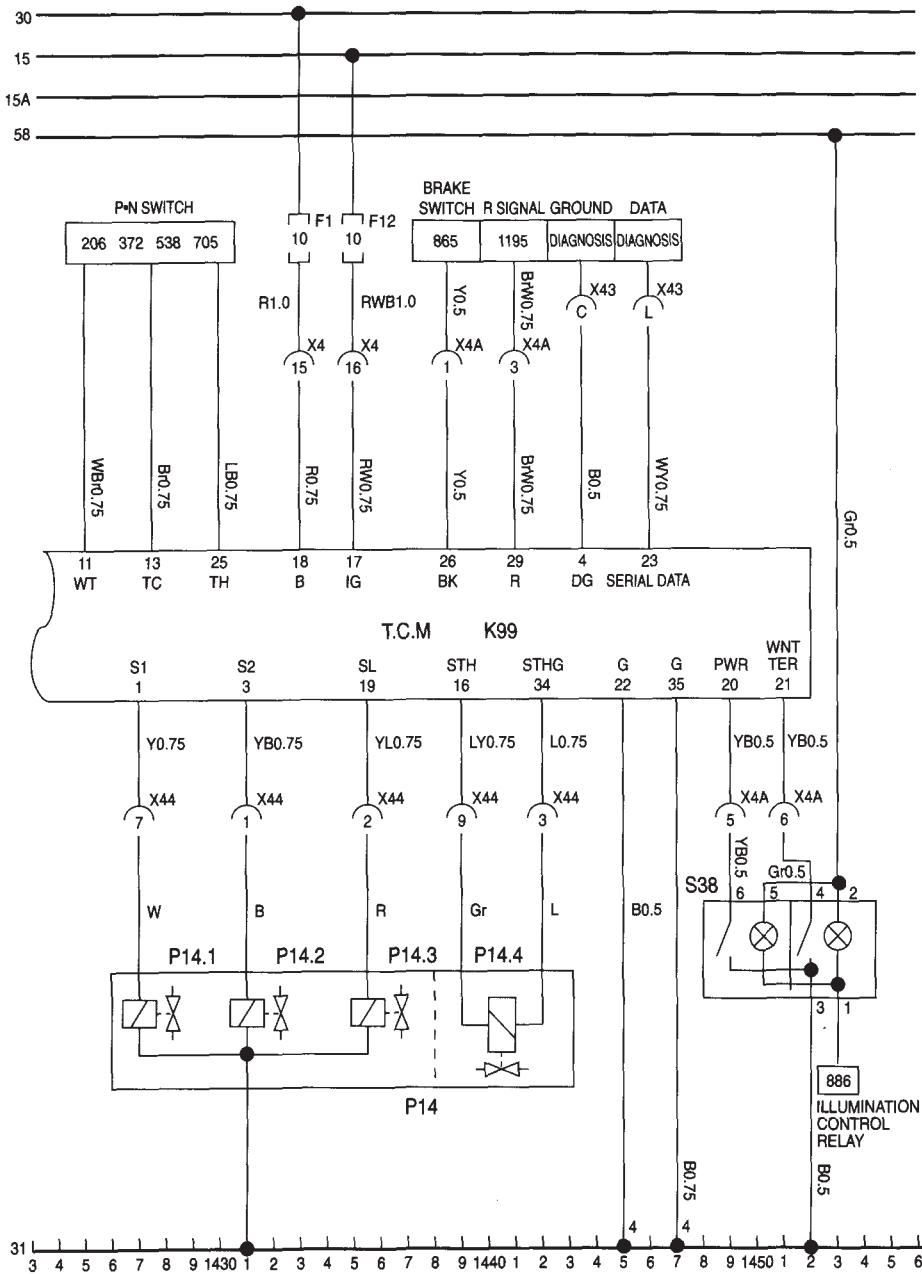 30
15
15A
58
P•N SWITCH
206 372 538 705
F1
10
F12
10
BRAKE
SWITCH R SIGNAL GROUND DATA
865 1195 DIAGNOSIS DIAGNOSIS
R1.0 RWB1.0 Y0.5 BrW0.75
X43
C
X43
L
X4
15
X4
16
X4A
1
X4A
3
WBr0.75 Br0.75 LB0.75 R0.75 RW0.75 Y0.5 BrW0.75 B0.5 WY0.75
Gr0.5
11 13 25 18 17 26 29 4 23
WT TC TH B IG BK R DG SERIAL DATA
T.C.M K99
S1 S2 SL STH STHG G G PWR WNT TER
1 3 19 16 34 22 35 20 21
Y0.75 YB0.75 YL0.75 LY0.75 L0.75 YB0.5 YB0.5
X44
7
X44
1
X44
2
X44
9
X44
3
X4A
5
X4A
6
YB0.5 Gr0.5
S38
6 5 4 2
W B R Gr L B0.5
P14.1 P14.2 P14.3 P14.4
3 1
P14
886
ILLUMINATION
CONTROL
RELAY
B0.75 B0.5
4 4
31
3 4 5 6 7 8 9 1430 1 2 3 4 5 6 7 8 9 1440 1 2 3 4 5 6 7 8 9 1450 1 2 3 4 5 6